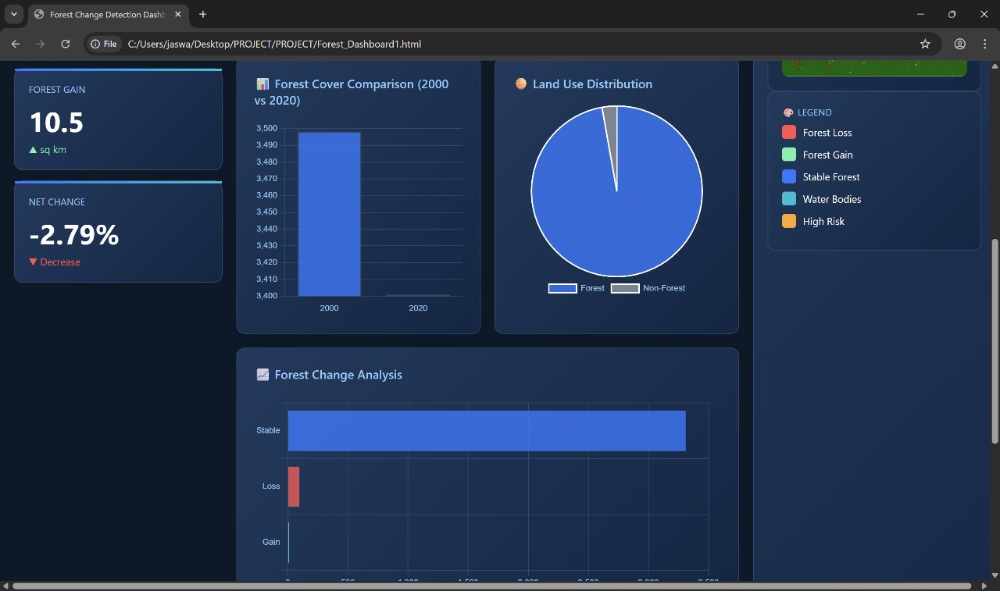 Forest Change Detection Dashb
File
C:/Users/jaswa/Desktop/PROJECT/PROJECT/Forest_Dashboard1.html
FOREST GAIN
10.5
▲ sq km
NET CHANGE
-2.79%
▼ Decrease
📊 Forest Cover Comparison (2000
vs 2020)
3,500
3,490
3,480
3,470
3,460
3,450
3,440
3,430
3,420
3,410
3,400
2000 2020
Land Use Distribution
Forest Non-Forest
📈 Forest Change Analysis
Stable
Loss
Gain
🎨 LEGEND
Forest Loss
Forest Gain
Stable Forest
Water Bodies
High Risk